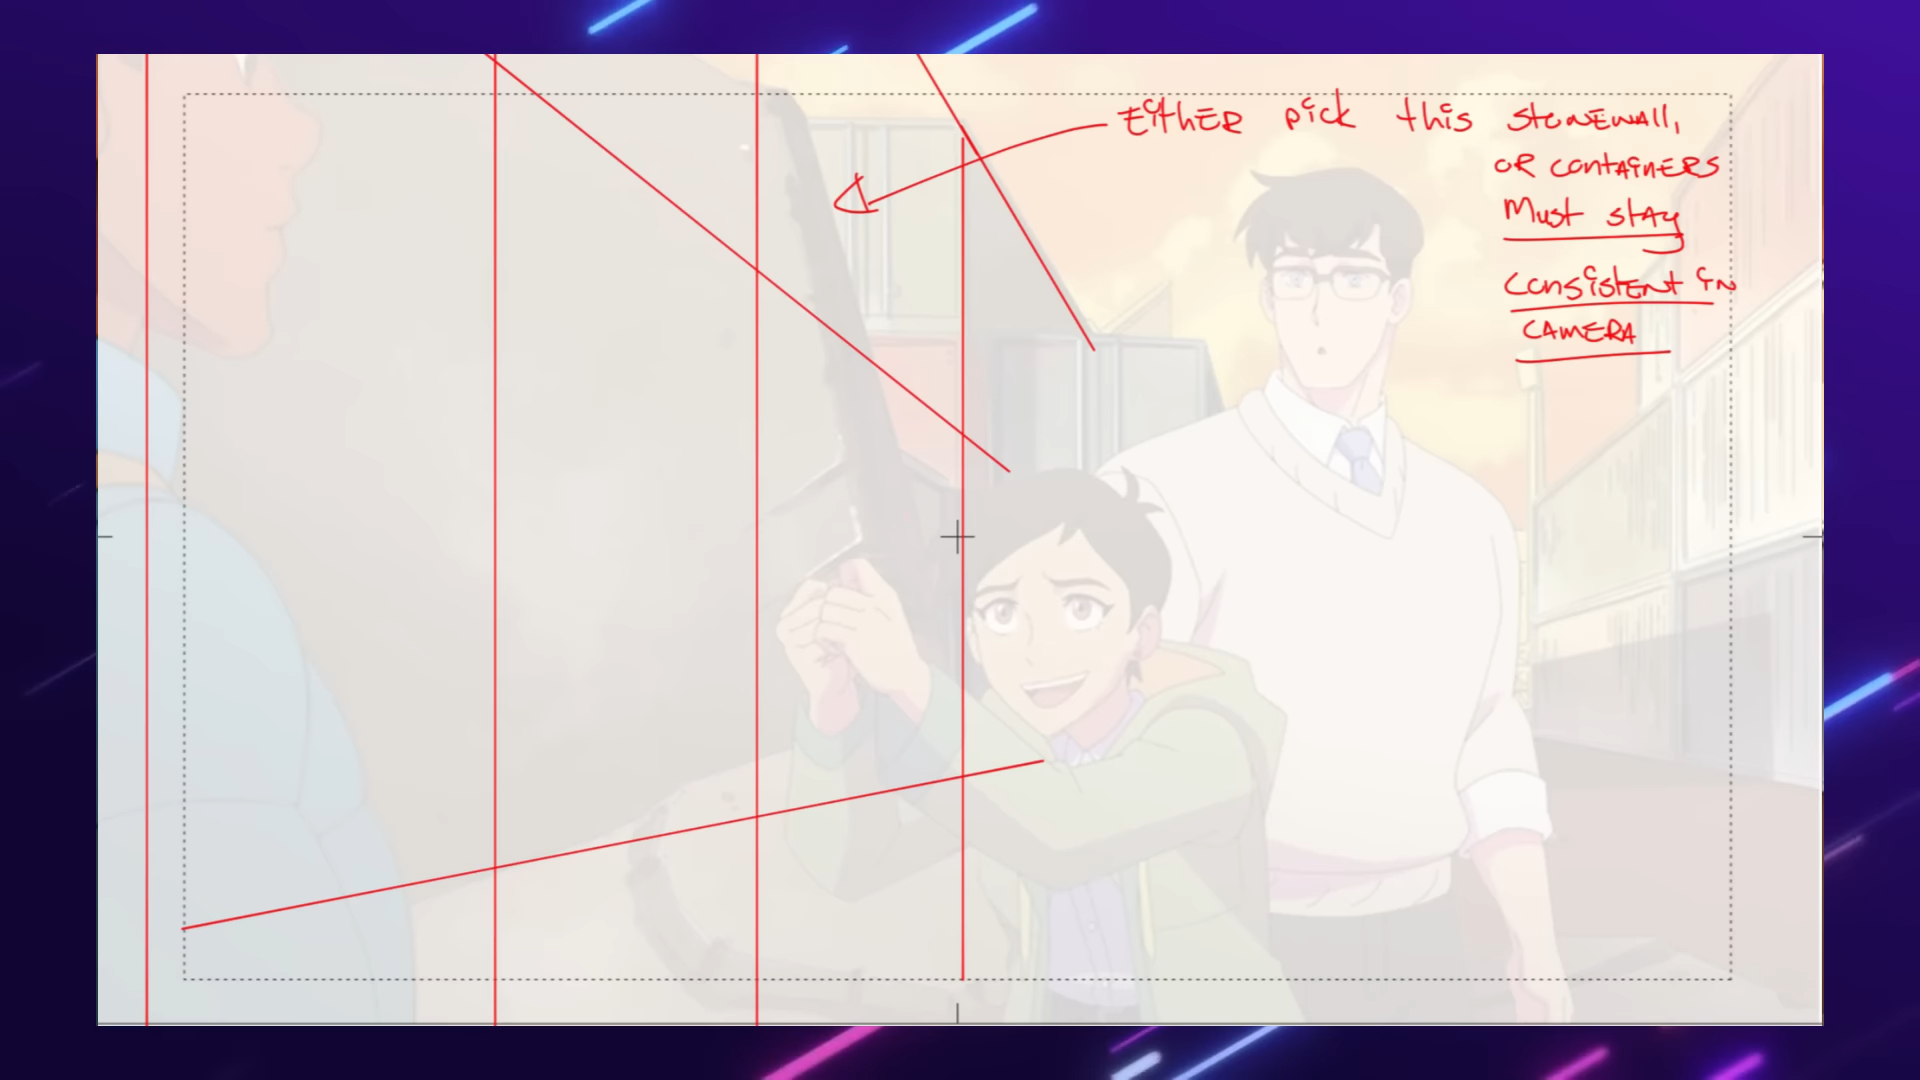 EithER pick this stonEwAll,
OR contAinERS
Must stAy
ConsistEnt in
CAMERA